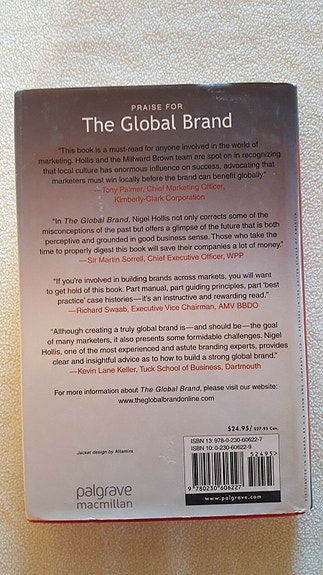 PRAISE FOR
The Global Brand
"This book is a must-read for anyone involved in the world of
marketing. Hollis and the Millward Brown team are spot on in recognizing
that local culture has enormous influence on success, advocating that
marketers must win locally before the brand can benefit globally."
—Tony Palmer, Chief Marketing Officer,
Kimberly-Clark Corporation
"In The Global Brand, Nigel Hollis not only corrects some of the
misconceptions of the past but offers a glimpse of the future that is both
perceptive and grounded in good business sense. Those who take the
time to properly digest this book will save their companies a lot of money."
—Sir Martin Sorrell, Chief Executive Officer, WPP
"If you're involved in building brands across markets, you will want
to get hold of this book. Part manual, part guiding principles, part 'best
practice' case histories—it's an instructive and rewarding read."
—Richard Swaab, Executive Vice Chairman, AMV BBDO
"Although creating a truly global brand is—and should be—the goal
of many marketers, it also presents some formidable challenges. Nigel
Hollis, one of the most experienced and astute branding experts, provides
clear and insightful advice as to how to build a strong global brand."
—Kevin Lane Keller, Tuck School of Business, Dartmouth
For more information about The Global Brand, please visit our website:
www.theglobalbrandonline.com
$24.95/ $27.95 Can.
ISBN 13: 978-0-230-60622-7
ISBN 10: 0-230-60622-9
52495
9 780230 606227
www.palgrave.com
Jacket design by Altamira
palgrave
macmillan